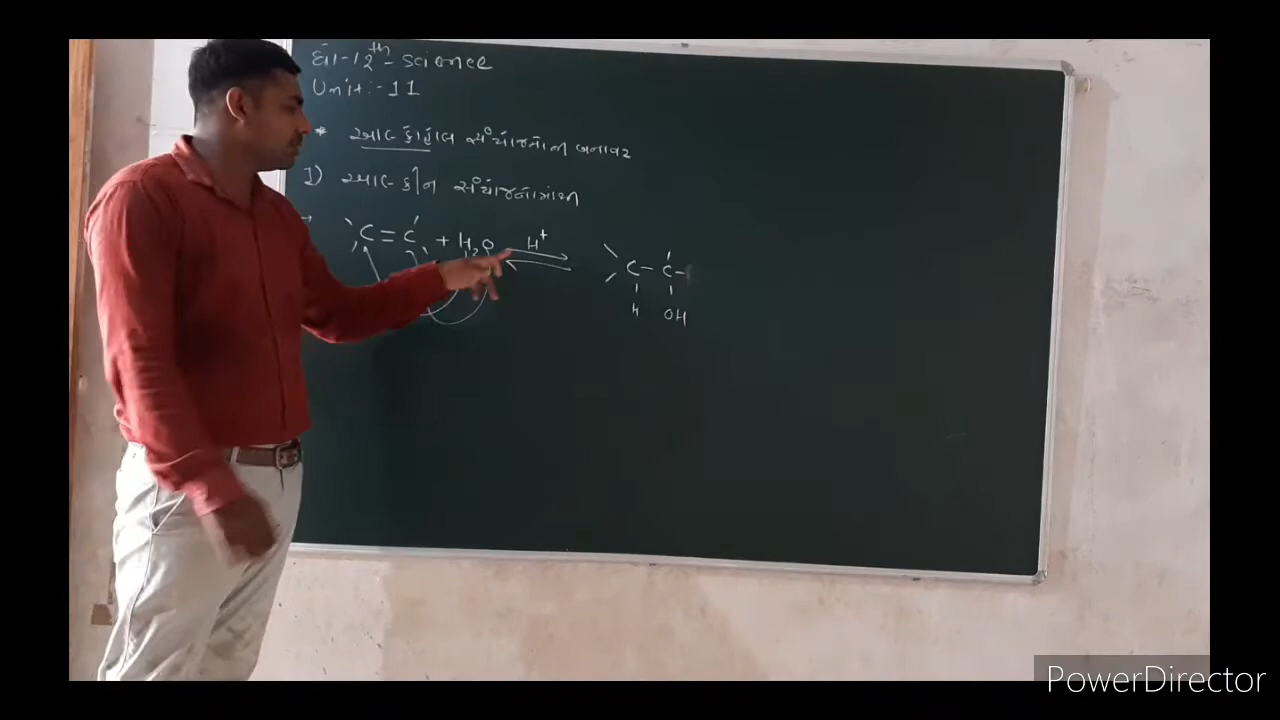 ધો-12th-science
Unit:-11
* આલ્કોહોલ સંયોજનોની બનાવટ
1) આલ્કીન સંયોજનોમાંથી
→ C = C + H2O H+ C - C -
H OH
PowerDirector